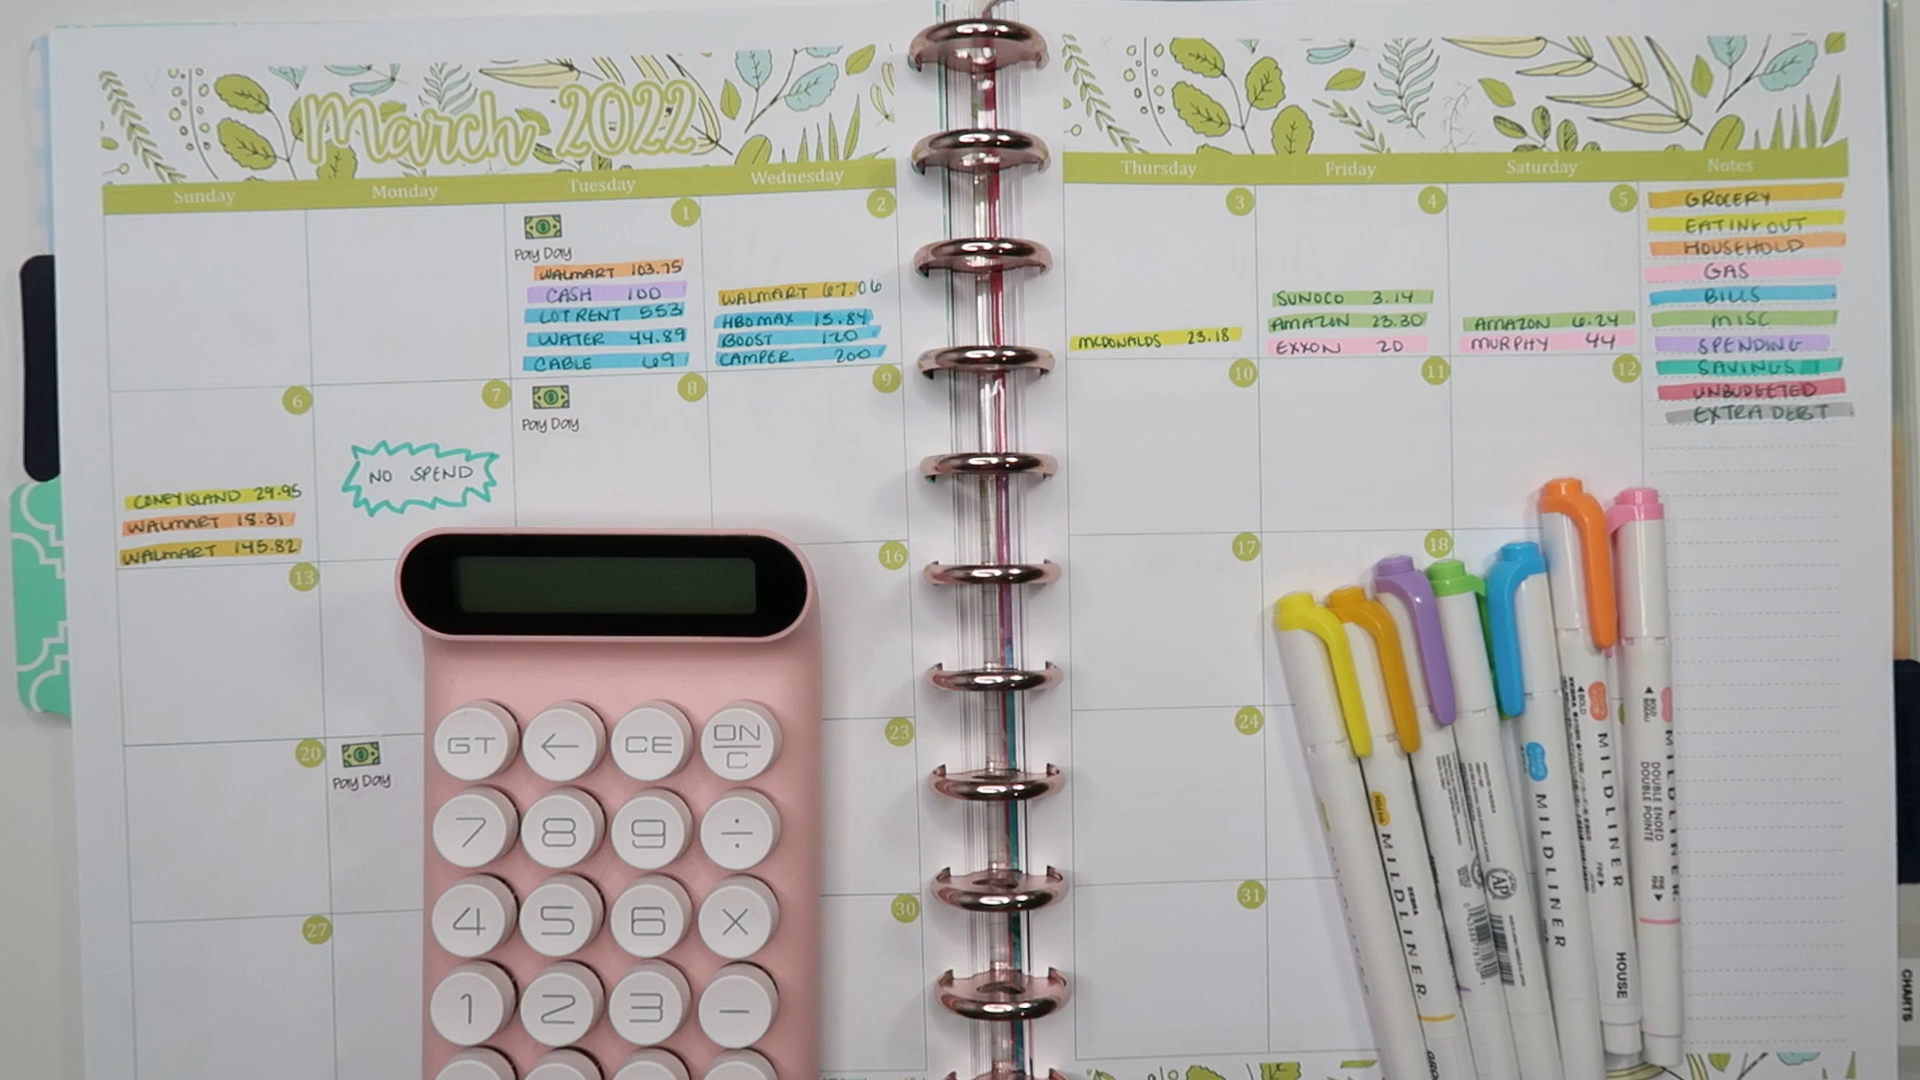 March 2022
Sunday Monday Tuesday Wednesday Thursday Friday Saturday Notes
1
Pay Day
WALMART 103.75
CASH 100
LOT RENT 553
WATER 44.89
CABLE 69
2
WALMART 67.06
HBOMAX 15.84
BOOST 120
CAMPER 200
3
MCDONALDS 23.18
4
SUNOCO 3.14
AMAZON 23.30
EXXON 20
5
AMAZON 6.24
MURPHY 44
GROCERY
EATING OUT
HOUSEHOLD
GAS
BILLS
MISC
SPENDING
SAVINGS
UNBUDGETED
EXTRA DEBT
6
CONEY ISLAND 29.95
WALMART 18.31
WALMART 145.82
7
NO SPEND
8
Pay Day
9
10
11
12
13
16
17
18
20
Pay Day
23
24
27
30
31
GT ← CE ON/C
7 8 9 ÷
4 5 6 X
1 2 3 −
MILDLINER
MILDLINER
MILDLINER
HOUSE
DOUBLE ENDED
DOUBLE POINTE
CHARTS